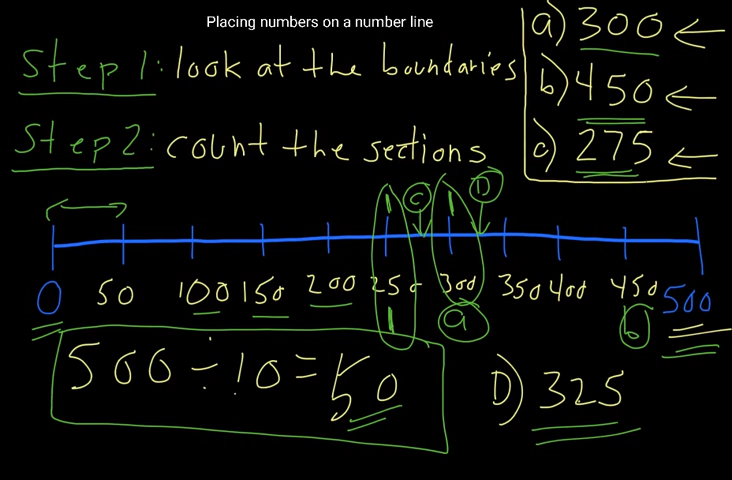 Placing numbers on a number line
Step 1: look at the boundaries
Step 2: count the sections
a) 300
b) 450
c) 275
C D
0 50 100 150 200 250 300 350 400 450 500
a b
500 ÷ 10 = 50
D) 325